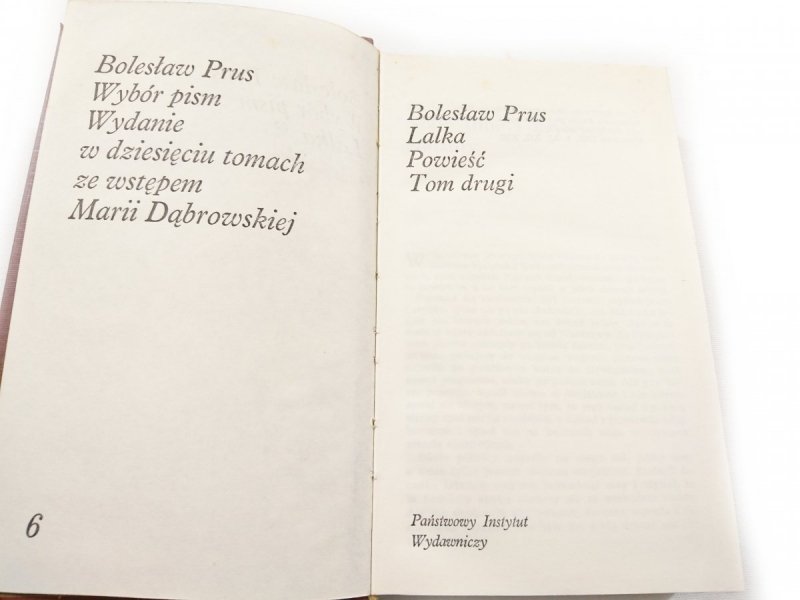 Bolesław Prus
Wybór pism
Wydanie
w dziesięciu tomach
ze wstępem
Marii Dąbrowskiej
6
Bolesław Prus
Lalka
Powieść
Tom drugi
Państwowy Instytut
Wydawniczy